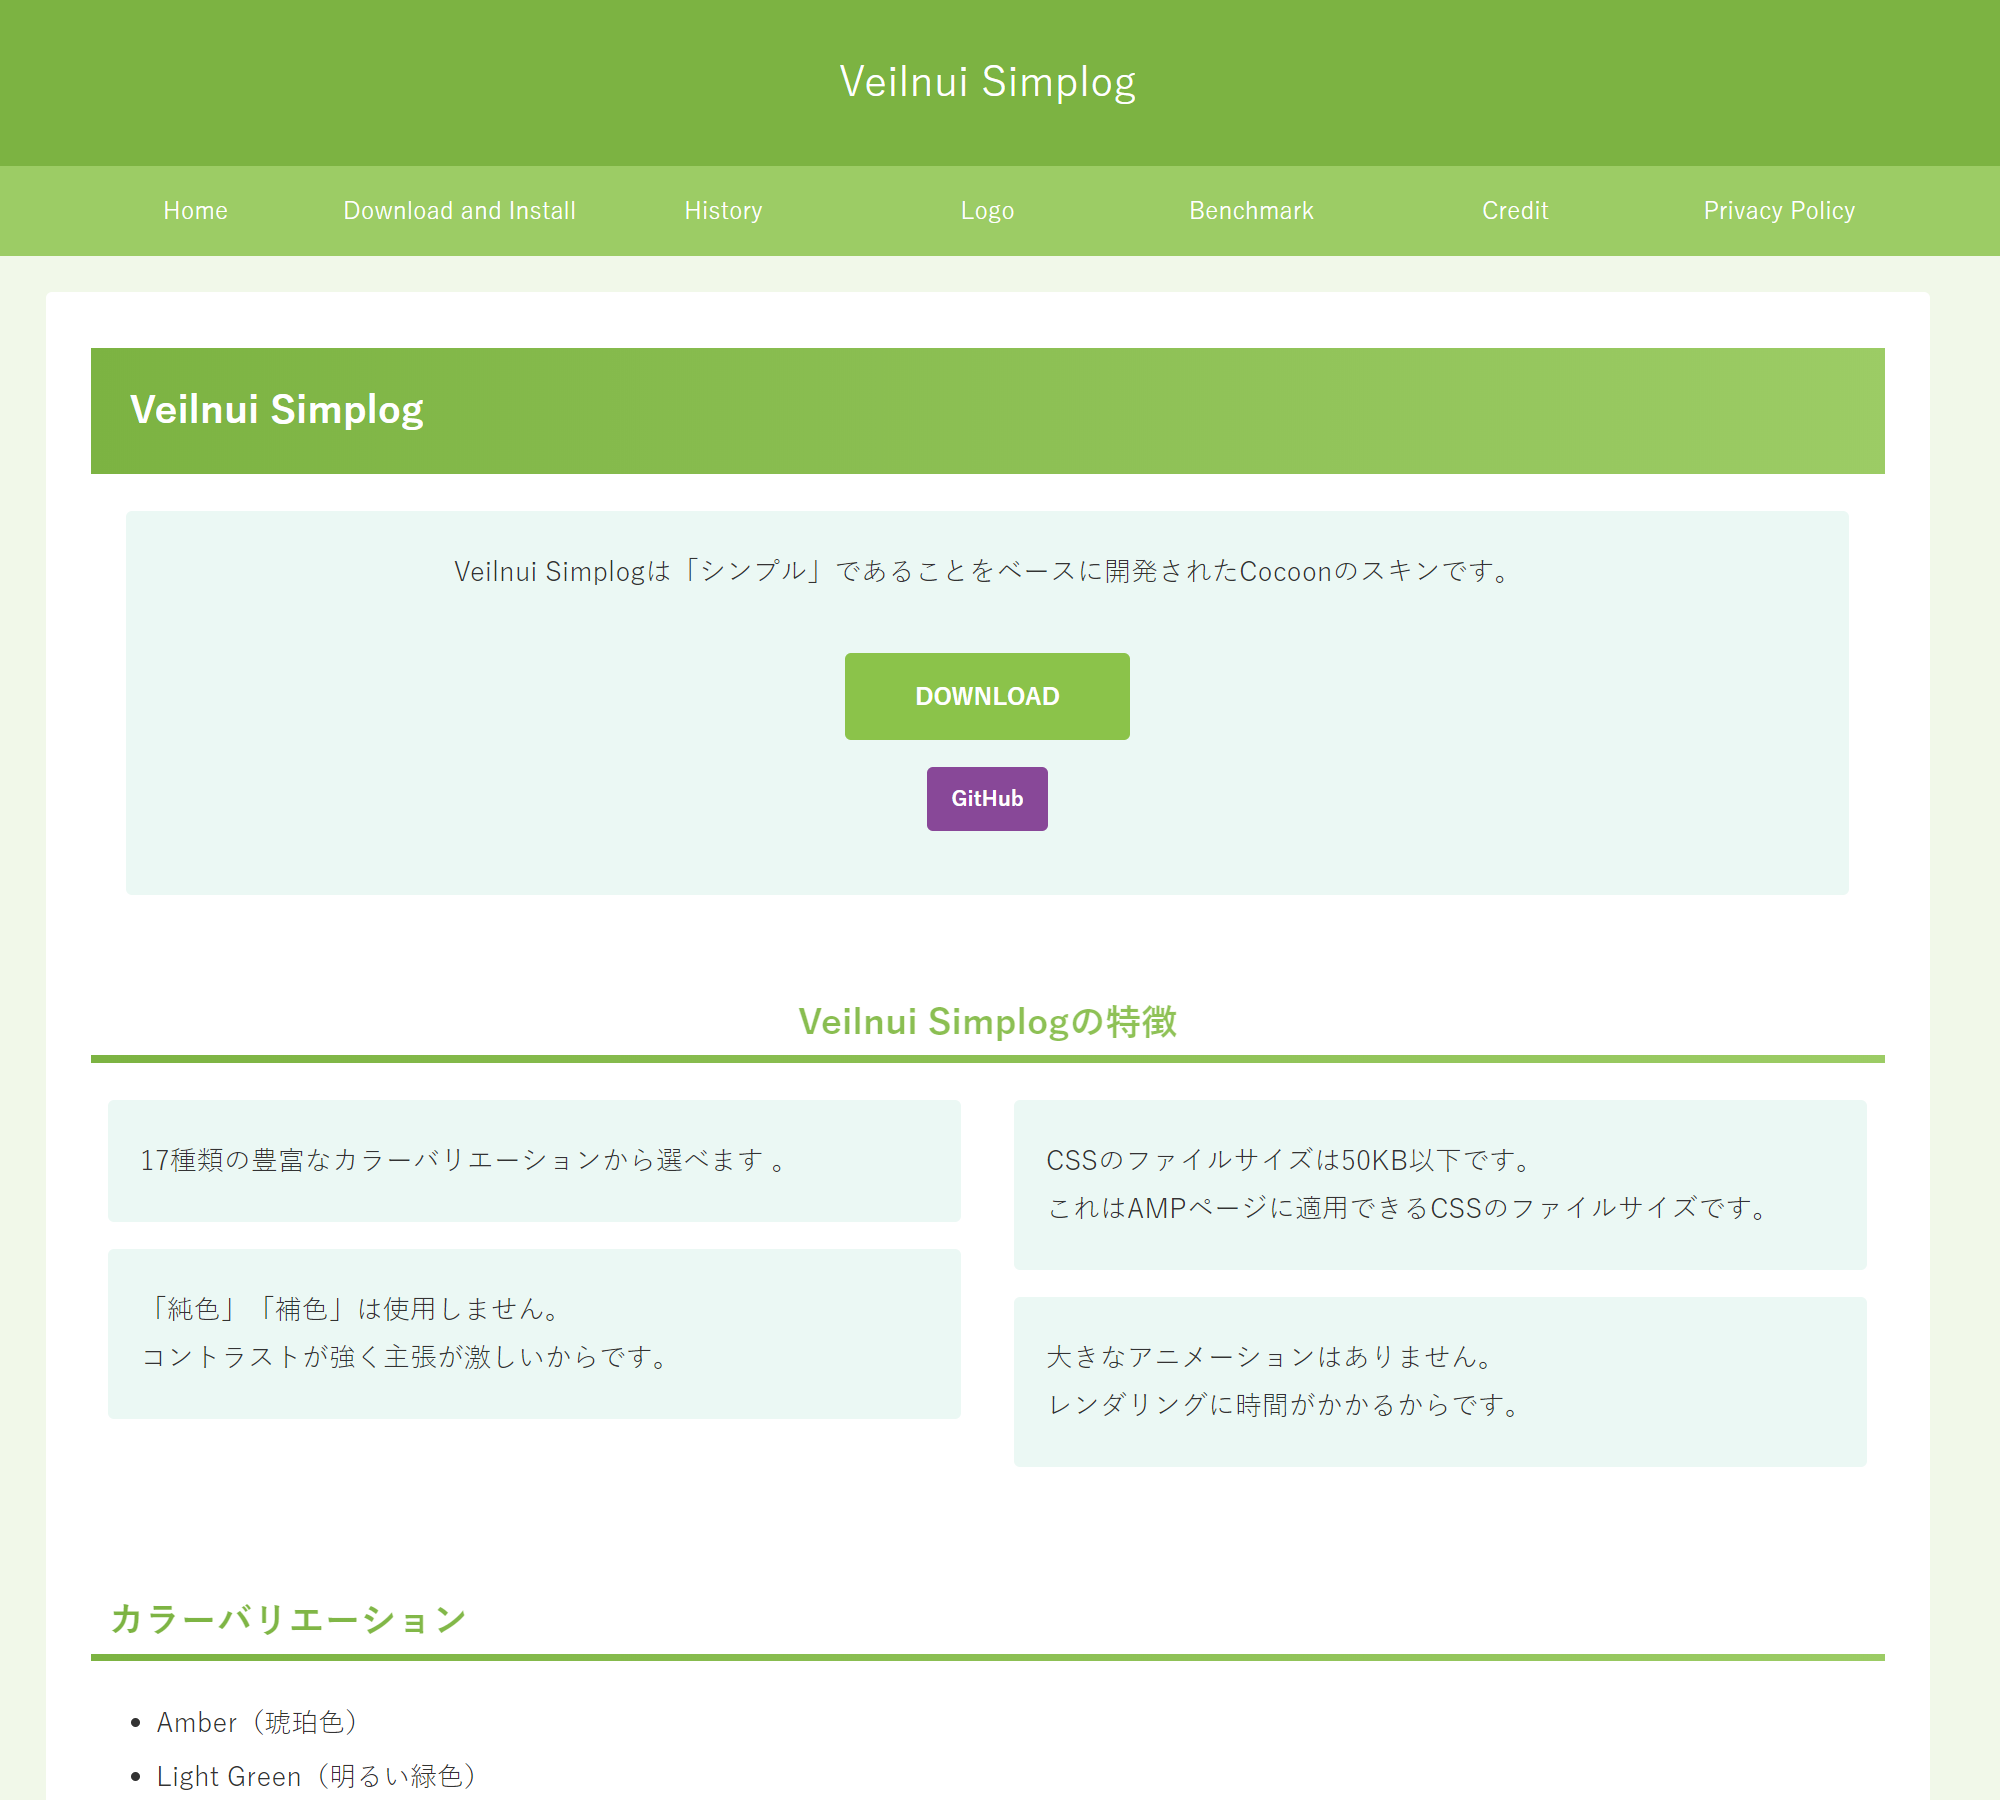 Veilnui Simplog
Home
Download and Install
History
Logo
Benchmark
Credit
Privacy Policy
Veilnui Simplog
Veilnui Simplogは「シンプル」であることをベースに開発されたCocoonのスキンです。
DOWNLOAD
GitHub
Veilnui Simplogの特徴
17種類の豊富なカラーバリエーションから選べます 。
「純色」「補色」は使用しません。
コントラストが強く主張が激しいからです。
CSSのファイルサイズは50KB以下です。
これはAMPページに適用できるCSSのファイルサイズです。
大きなアニメーションはありません。
レンダリングに時間がかかるからです。
カラーバリエーション
• Amber（琥珀色）
• Light Green（明るい緑色）